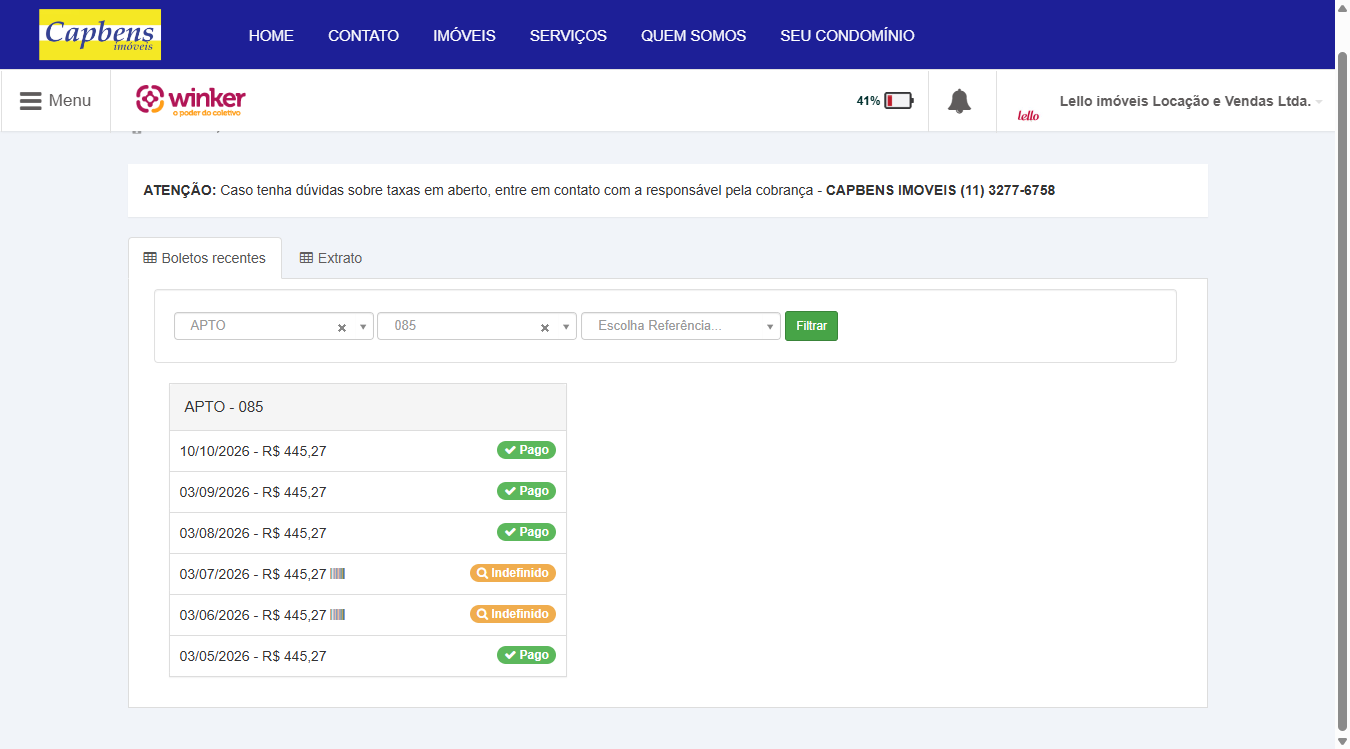 Capbens
imóveis
HOME CONTATO IMÓVEIS SERVIÇOS QUEM SOMOS SEU CONDOMÍNIO
Menu
winker
o poder do coletivo
41%
lello
Lello imóveis Locação e Vendas Ltda.
ATENÇÃO: Caso tenha dúvidas sobre taxas em aberto, entre em contato com a responsável pela cobrança - CAPBENS IMOVEIS (11) 3277-6758
Boletos recentes Extrato
APTO × 085 × Escolha Referência... Filtrar
APTO - 085
10/10/2026 - R$ 445,27 Pago
03/09/2026 - R$ 445,27 Pago
03/08/2026 - R$ 445,27 Pago
03/07/2026 - R$ 445,27 Indefinido
03/06/2026 - R$ 445,27 Indefinido
03/05/2026 - R$ 445,27 Pago